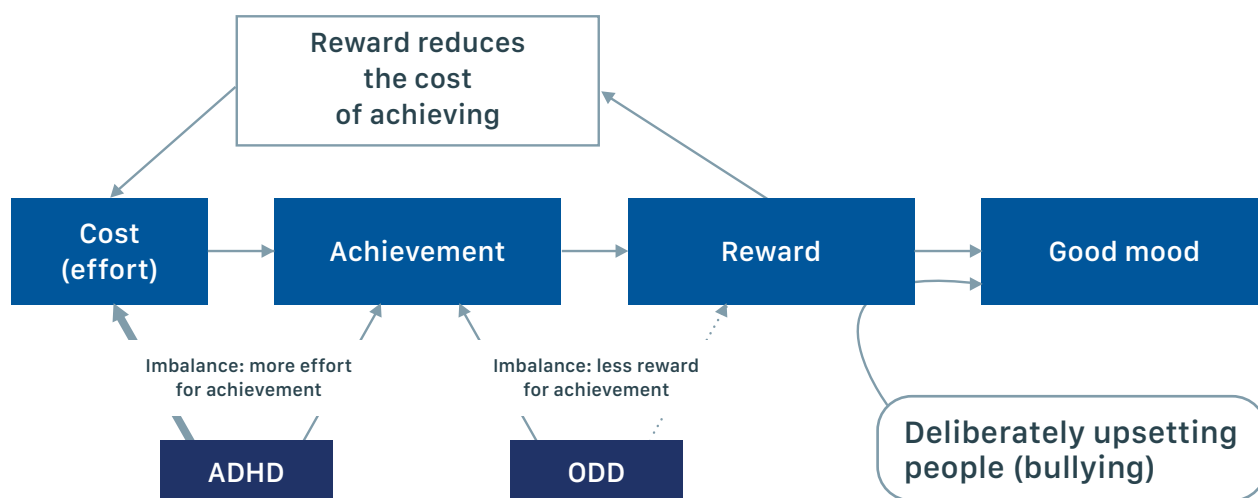 Reward reduces
the cost
of achieving
Cost
(effort)
Achievement
Reward
Good mood
Imbalance: more effort
for achievement
Imbalance: less reward
for achievement
Deliberately upsetting
people (bullying)
ADHD
ODD